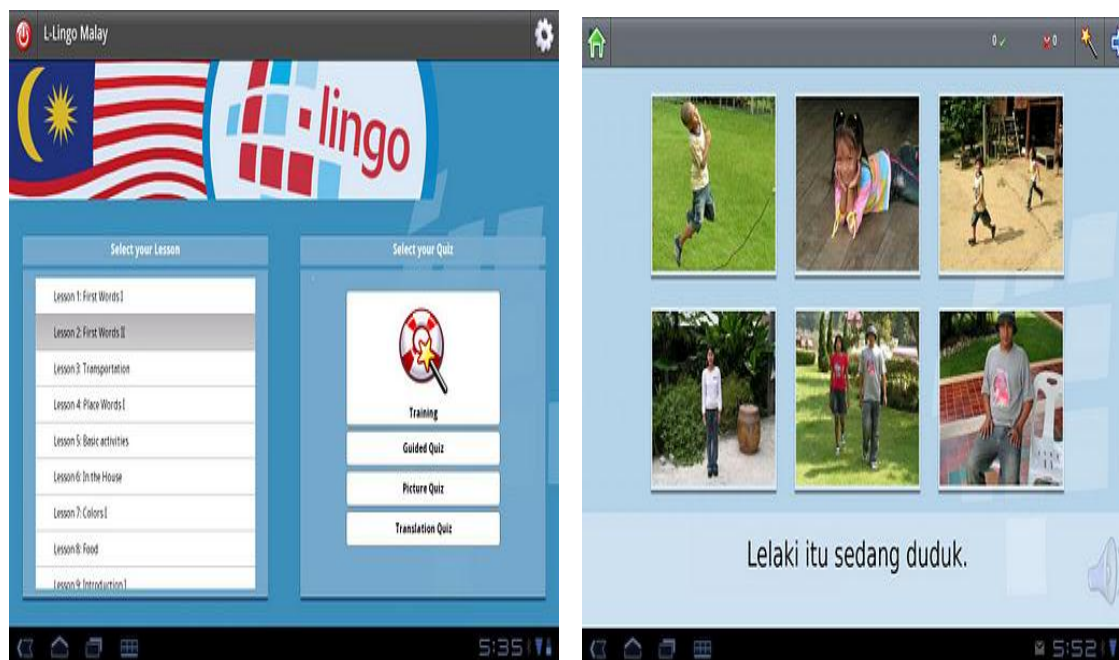 L-Lingo Malay
-lingo
Select your Lesson
Lesson 1: First Words I
Lesson 2: First Words II
Lesson 3: Transportation
Lesson 4: Place Words I
Lesson 5: Basic activities
Lesson 6: In the House
Lesson 7: Colors I
Lesson 8: Food
Lesson 9: Introduction I
Select your Quiz
Training
Guided Quiz
Picture Quiz
Translation Quiz
5:35
0
0
Lelaki itu sedang duduk.
5:52